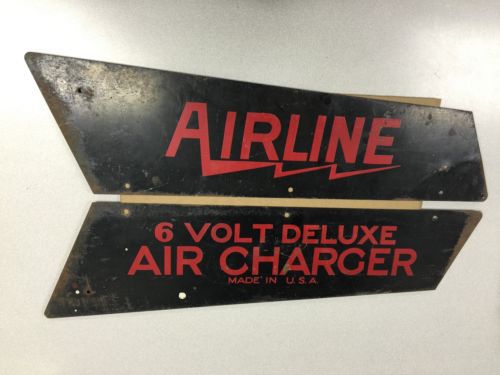 AIRLINE
6 VOLT DELUXE
AIR CHARGER
MADE IN U.S.A.